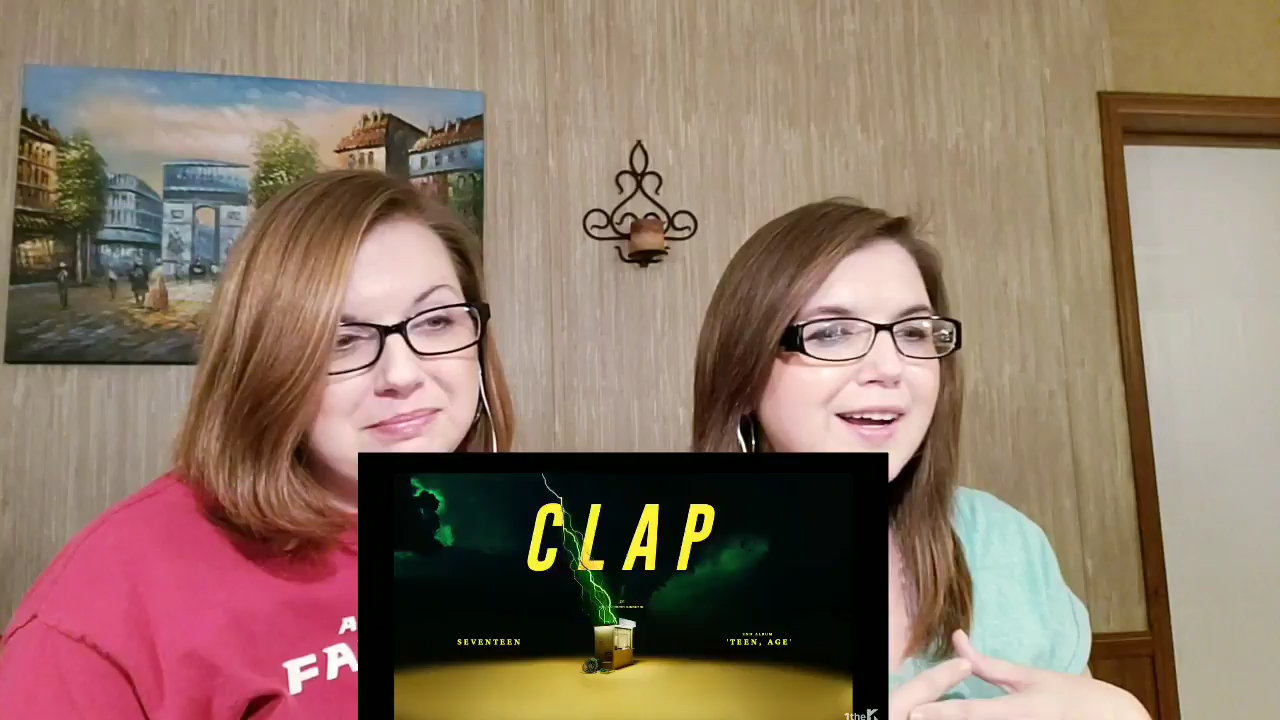 CLAP
SEVENTEEN
2ND ALBUM
'TEEN, AGE'
A
FA
1theK